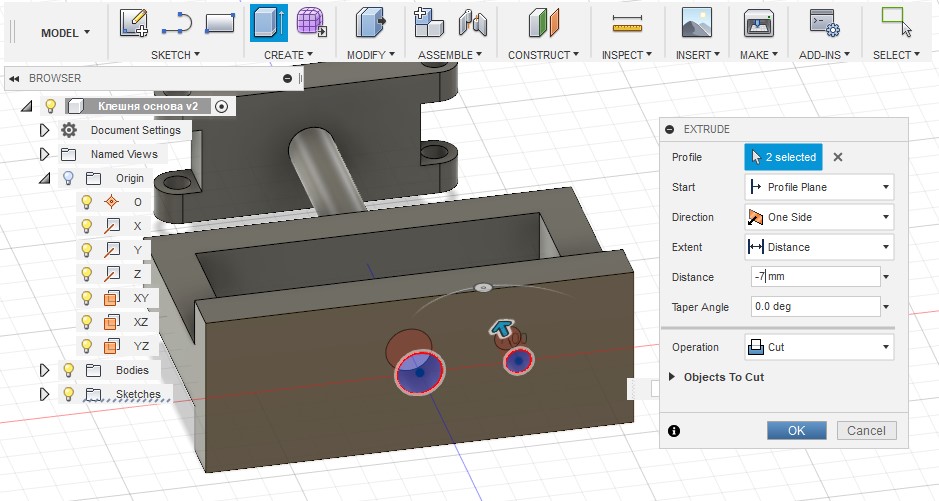 MODEL
SKETCH
CREATE
MODIFY
ASSEMBLE
CONSTRUCT
INSPECT
INSERT
MAKE
ADD-INS
SELECT
BROWSER
Клешня основа v2
Document Settings
Named Views
Origin
O
X
Y
Z
XY
XZ
YZ
Bodies
Sketches
EXTRUDE
Profile 2 selected
Start Profile Plane
Direction One Side
Extent Distance
Distance -7 mm
Taper Angle 0.0 deg
Operation Cut
Objects To Cut
OK Cancel